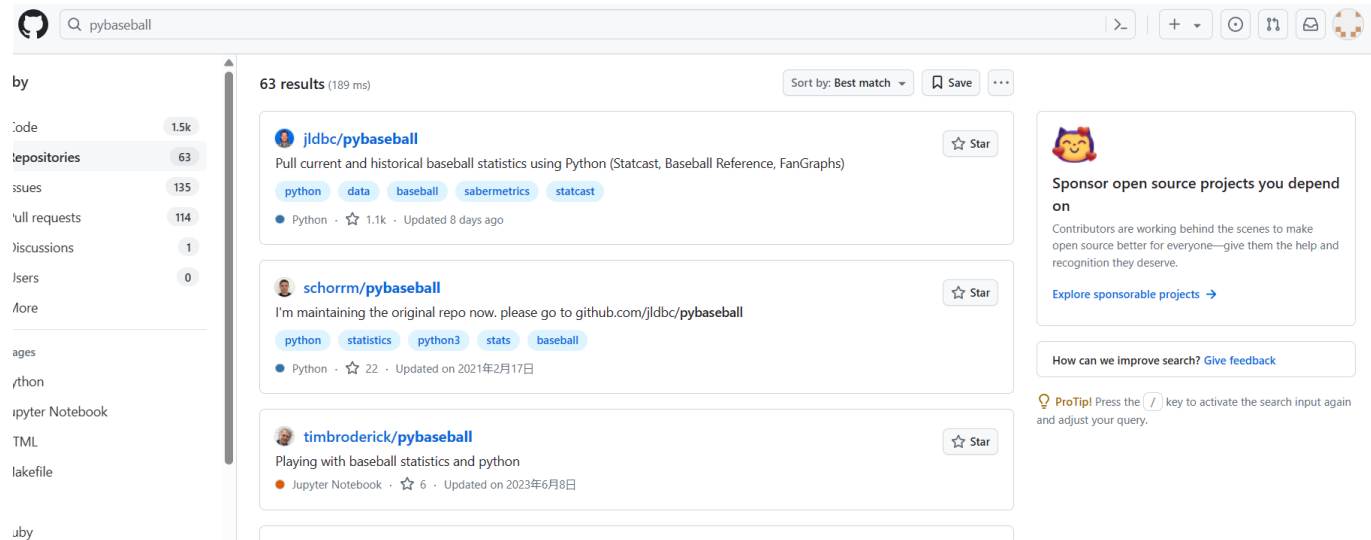 pybaseball
by
Code 1.5k
Repositories 63
Issues 135
Pull requests 114
Discussions 1
Users 0
More
ages
ython
upyter Notebook
TML
Makefile
uby
63 results (189 ms)
Sort by: Best match
Save
jldbc/pybaseball
Star
Pull current and historical baseball statistics using Python (Statcast, Baseball Reference, FanGraphs)
python data baseball sabermetrics statcast
Python · 1.1k · Updated 8 days ago
schorrm/pybaseball
Star
I'm maintaining the original repo now. please go to github.com/jldbc/pybaseball
python statistics python3 stats baseball
Python · 22 · Updated on 2021年2月17日
timbroderick/pybaseball
Star
Playing with baseball statistics and python
Jupyter Notebook · 6 · Updated on 2023年6月8日
Sponsor open source projects you depend
on
Contributors are working behind the scenes to make
open source better for everyone—give them the help and
recognition they deserve.
Explore sponsorable projects →
How can we improve search? Give feedback
ProTip! Press the / key to activate the search input again
and adjust your query.